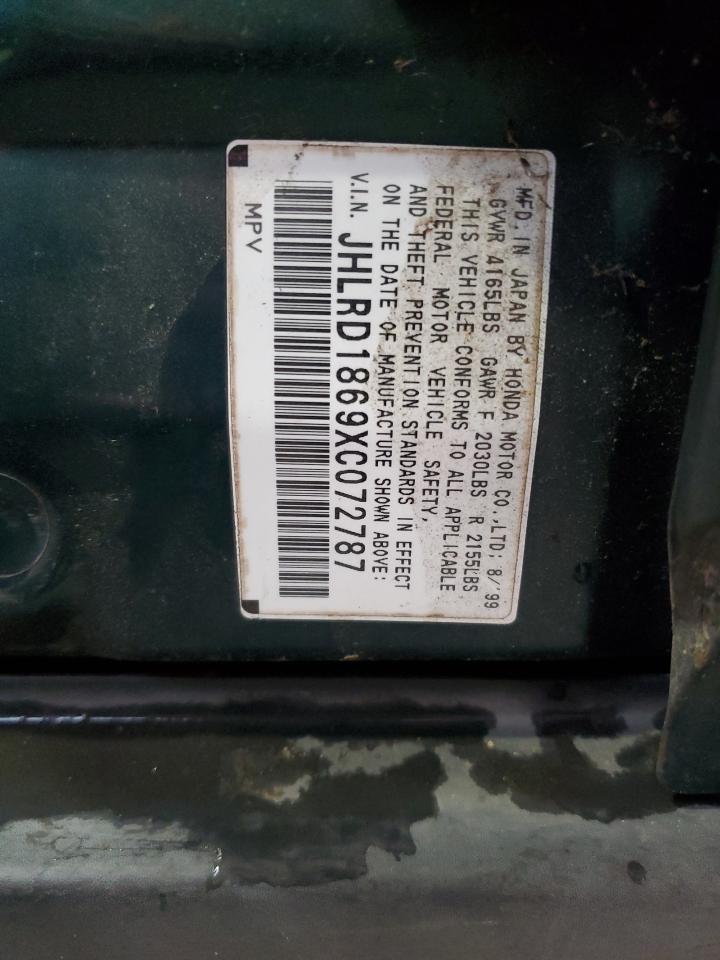 MFD. IN JAPAN BY HONDA MOTOR CO.,LTD; 8/'99
GVWR 4165LBS GAWR F 2030LBS R 2155LBS
THIS VEHICLE CONFORMS TO ALL APPLICABLE
FEDERAL MOTOR VEHICLE SAFETY,
AND THEFT PREVENTION STANDARDS IN EFFECT
ON THE DATE OF MANUFACTURE SHOWN ABOVE:
V.I.N. JHLRD1869XC072787
MPV